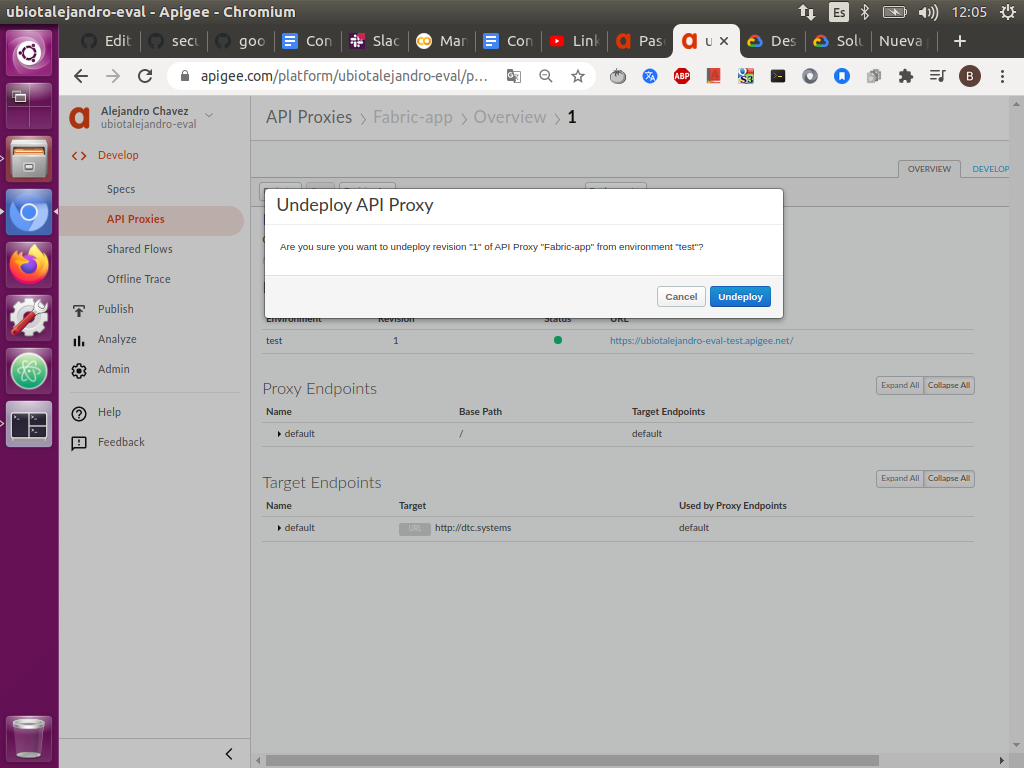 ubiotalejandro-eval - Apigee - Chromium
Es
12:05
Edit
secu
goo
Con
Slac
Mar
Con
Link
Pas
u
Des
Solu
Nueva
apigee.com/platform/ubiotalejandro-eval/p...
ABP
B
Alejandro Chavez
ubiotalejandro-eval
Develop
Specs
API Proxies
Shared Flows
Offline Trace
Publish
Analyze
Admin
Help
Feedback
API Proxies > Fabric-app > Overview > 1
OVERVIEW
DEVELOP
Undeploy API Proxy
Are you sure you want to undeploy revision "1" of API Proxy "Fabric-app" from environment "test"?
Cancel
Undeploy
Environment Revision Status URL
test 1 https://ubiotalejandro-eval-test.apigee.net/
Proxy Endpoints
Expand All Collapse All
Name Base Path Target Endpoints
default / default
Target Endpoints
Expand All Collapse All
Name Target Used by Proxy Endpoints
default URL http://dtc.systems default